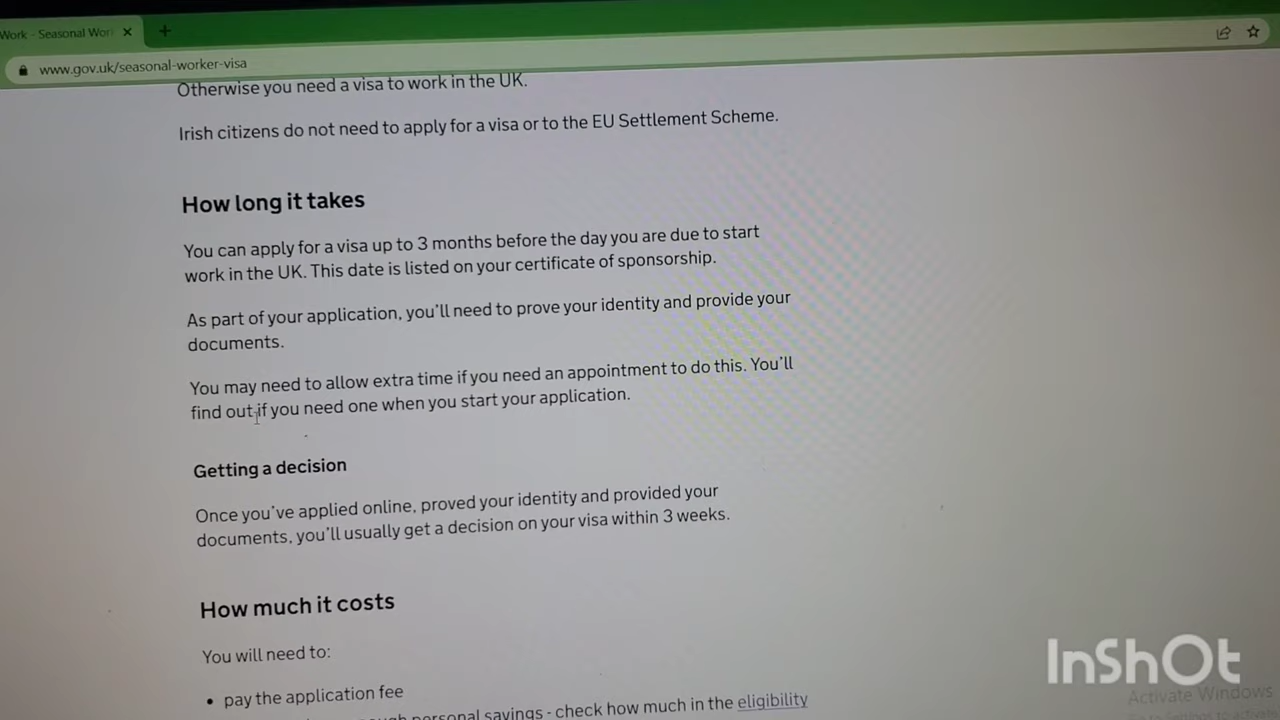 Work - Seasonal Wor
www.gov.uk/seasonal-worker-visa
Otherwise you need a visa to work in the UK.
Irish citizens do not need to apply for a visa or to the EU Settlement Scheme.
How long it takes
You can apply for a visa up to 3 months before the day you are due to start
work in the UK. This date is listed on your certificate of sponsorship.
As part of your application, you'll need to prove your identity and provide your
documents.
You may need to allow extra time if you need an appointment to do this. You'll
find out if you need one when you start your application.
Getting a decision
Once you've applied online, proved your identity and provided your
documents, you'll usually get a decision on your visa within 3 weeks.
How much it costs
You will need to:
• pay the application fee
personal savings - check how much in the eligibility
InShOt
Activate Windows